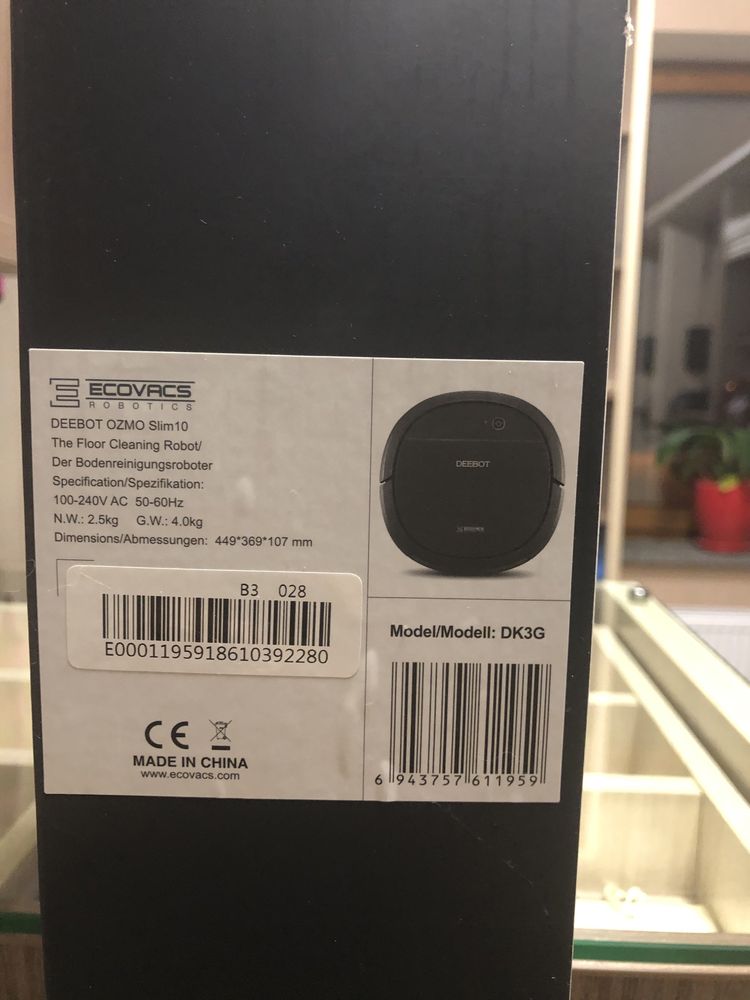 ECOVACS
ROBOTICS
DEEBOT OZMO Slim10
The Floor Cleaning Robot/
Der Bodenreinigungsroboter
Specification/Spezifikation:
100-240V AC 50-60Hz
N.W.: 2.5kg G.W.: 4.0kg
Dimensions/Abmessungen: 449*369*107 mm
B3 028
E0001195918610392280
CE
MADE IN CHINA
www.ecovacs.com
DEEBOT
ECOVACS
Model/Modell: DK3G
6 943757 611959